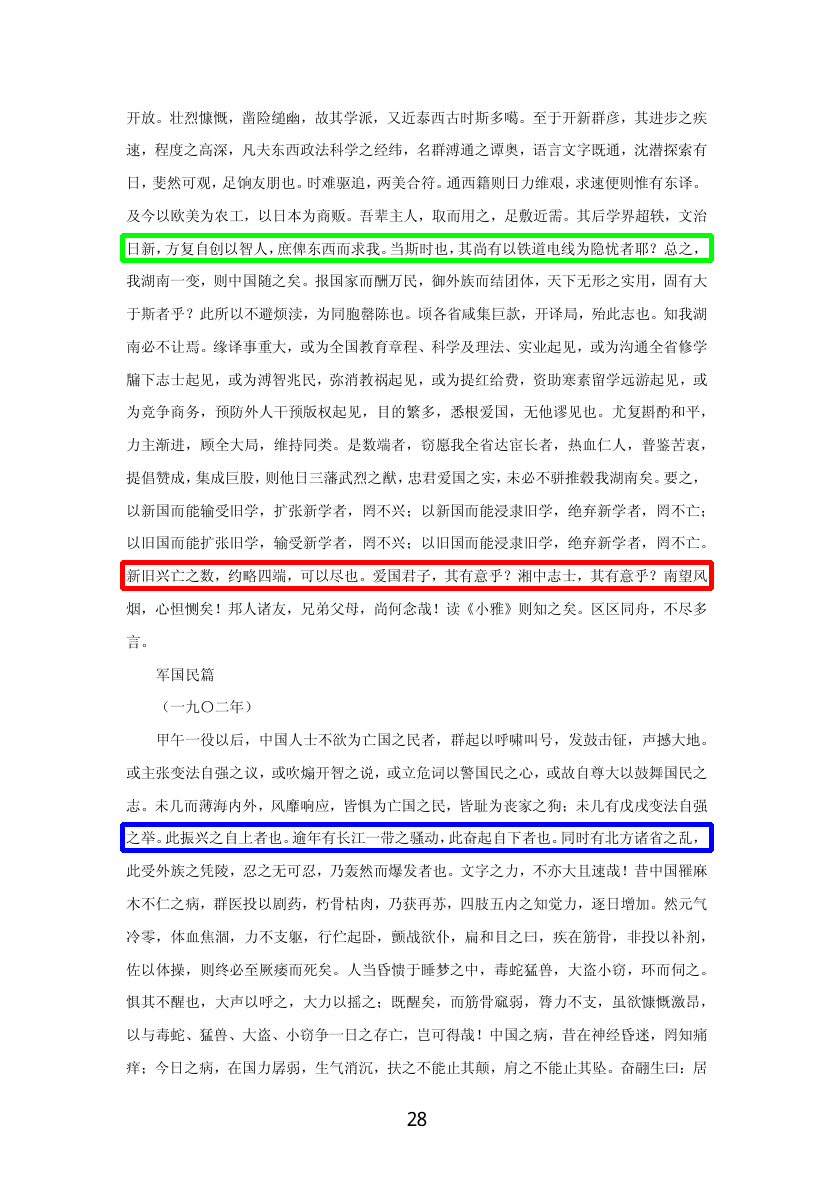 开放。壮烈慷慨，凿险缒幽，故其学派，又近泰西古时斯多噶。至于开新群彦，其进步之疾
速，程度之高深，凡夫东西政法科学之经纬，名群溥通之谭奥，语言文字既通，沈潜探索有
日，斐然可观，足饷友朋也。时难驱追，两美合符。通西籍则日力维艰，求速便则惟有东译。
及今以欧美为农工，以日本为商贩。吾辈主人，取而用之，足敷近需。其后学界超轶，文治
日新，方复自创以智人，庶俾东西而求我。当斯时也，其尚有以铁道电线为隐忧者耶？总之，
我湖南一变，则中国随之矣。报国家而酬万民，御外族而结团体，天下无形之实用，固有大
于斯者乎？此所以不避烦渎，为同胞罄陈也。顷各省咸集巨款，开译局，殆此志也。知我湖
南必不让焉。缘译事重大，或为全国教育章程、科学及理法、实业起见，或为沟通全省修学
牖下志士起见，或为溥智兆民，弥消教祸起见，或为提红给费，资助寒素留学远游起见，或
为竞争商务，预防外人干预版权起见，目的繁多，悉根爱国，无他谬见也。尤复斟酌和平，
力主渐进，顾全大局，维持同类。是数端者，窃愿我全省达宦长者，热血仁人，普鉴苦衷，
提倡赞成，集成巨股，则他日三藩武烈之猷，忠君爱国之实，未必不骈推毂我湖南矣。要之，
以新国而能输受旧学，扩张新学者，罔不兴；以新国而能浸隶旧学，绝弃新学者，罔不亡；
以旧国而能扩张旧学，输受新学者，罔不兴；以旧国而能浸隶旧学，绝弃新学者，罔不亡。
新旧兴亡之数，约略四端，可以尽也。爱国君子，其有意乎？湘中志士，其有意乎？南望风
烟，心怛恻矣！邦人诸友，兄弟父母，尚何念哉！读《小雅》则知之矣。区区同舟，不尽多
言。
军国民篇
（一九〇二年）
甲午一役以后，中国人士不欲为亡国之民者，群起以呼啸叫号，发鼓击钲，声撼大地。
或主张变法自强之议，或吹煽开智之说，或立危词以警国民之心，或故自尊大以鼓舞国民之
志。未几而薄海内外，风靡响应，皆惧为亡国之民，皆耻为丧家之狗；未几有戊戌变法自强
之举。此振兴之自上者也。逾年有长江一带之骚动，此奋起自下者也。同时有北方诸省之乱，
此受外族之凭陵，忍之无可忍，乃轰然而爆发者也。文字之力，不亦大且速哉！昔中国罹麻
木不仁之病，群医投以剧药，朽骨枯肉，乃获再苏，四肢五内之知觉力，逐日增加。然元气
冷零，体血焦涸，力不支躯，行伫起卧，颤战欲仆，扁和目之曰，疾在筋骨，非投以补剂，
佐以体操，则终必至厥痿而死矣。人当昏愦于睡梦之中，毒蛇猛兽，大盗小窃，环而伺之。
惧其不醒也，大声以呼之，大力以摇之；既醒矣，而筋骨窳弱，膂力不支，虽欲慷慨激昂，
以与毒蛇、猛兽、大盗、小窃争一日之存亡，岂可得哉！中国之病，昔在神经昏迷，罔知痛
痒；今日之病，在国力孱弱，生气消沉，扶之不能止其颠，肩之不能止其坠。奋翮生曰：居
28